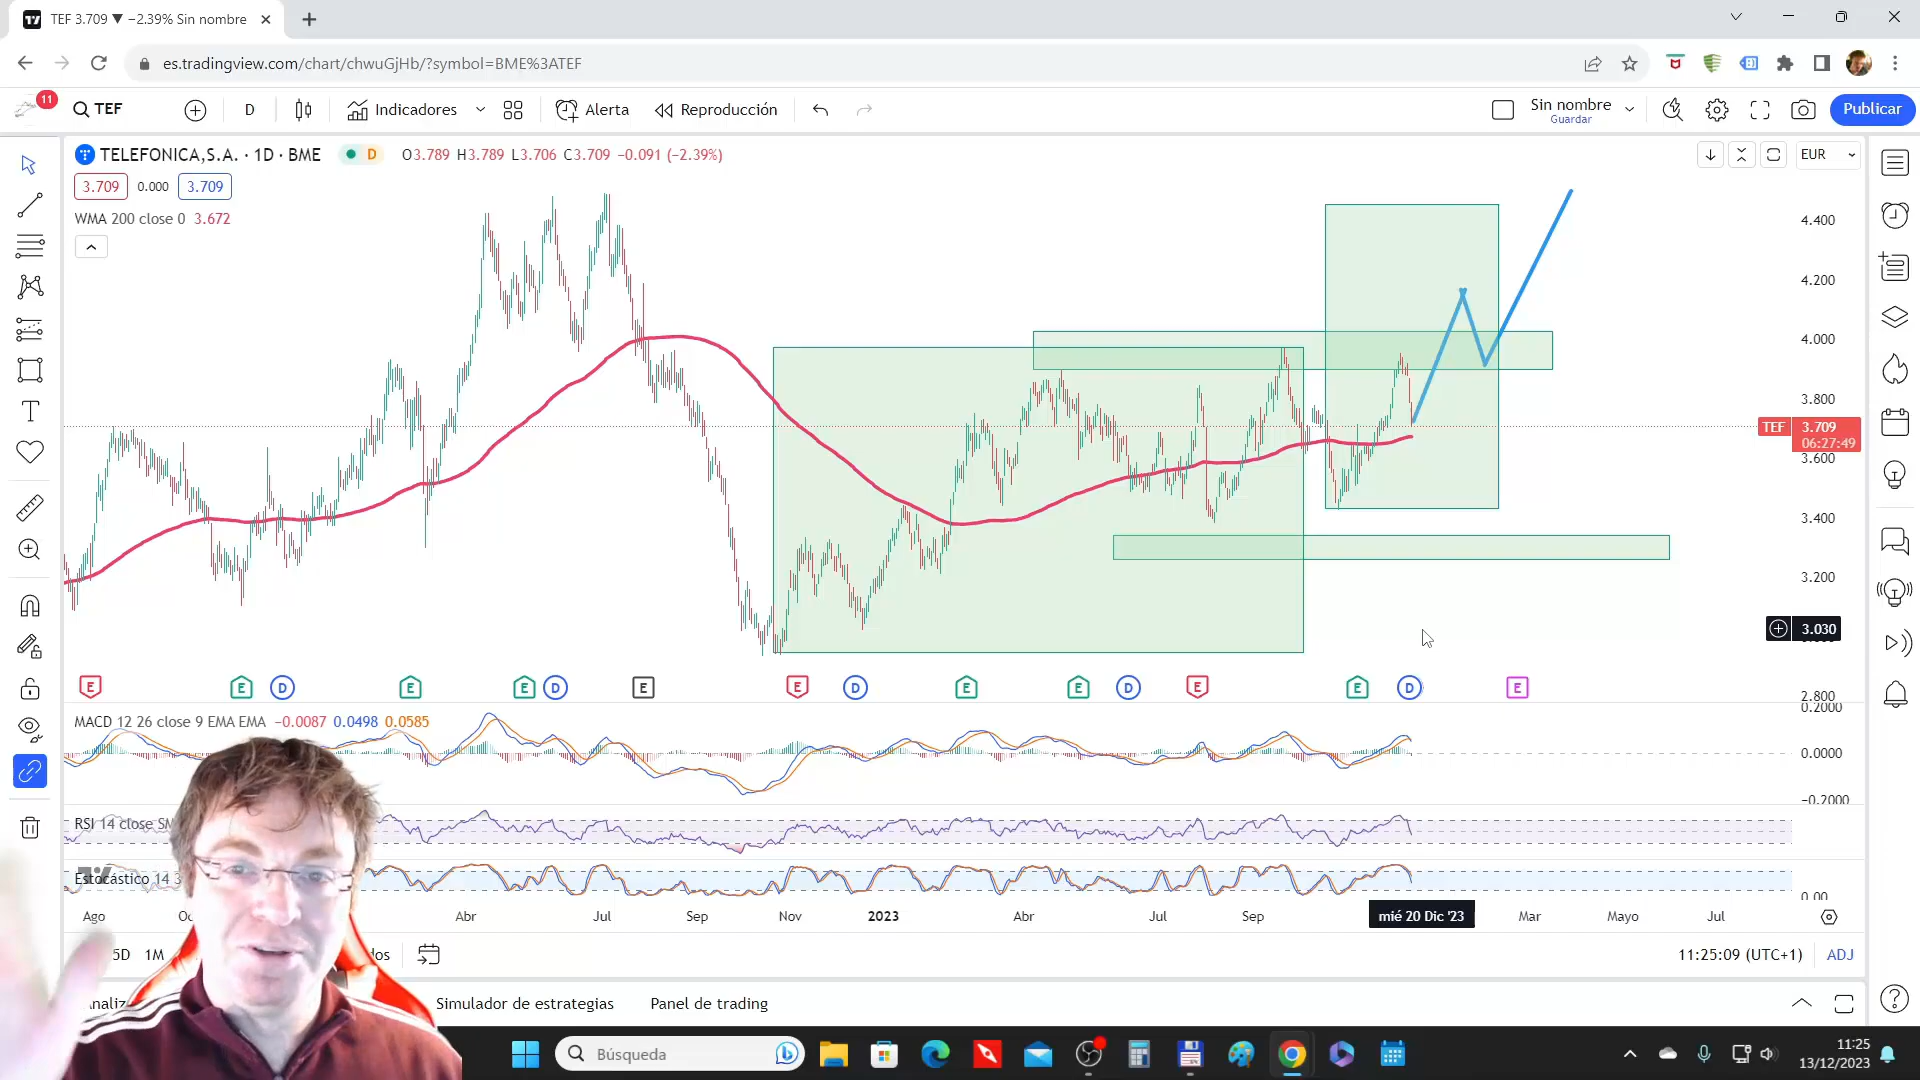 TEF 3.709 ▼ −2.39% Sin nombre
es.tradingview.com/chart/chwuGjHb/?symbol=BME%3ATEF
11
TEF
D
Indicadores
Alerta
Reproducción
Sin nombre
Guardar
Publicar
TELEFONICA,S.A. · 1D · BME
D
O3.789 H3.789 L3.706 C3.709 −0.091 (−2.39%)
EUR
3.709
0.000
3.709
WMA 200 close 0 3.672
4.400
4.200
4.000
3.800
TEF
3.709
06:27:49
3.600
3.400
3.200
3.030
2.800
E E D E E D E E D E E D E E D E
MACD 12 26 close 9 EMA EMA −0.0087 0.0498 0.0585
0.2000
0.0000
−0.2000
RSI 14 close
Estocástico 14
0.00
Ago
Abr
Jul
Sep
Nov
2023
Abr
Jul
Sep
mié 20 Dic '23
Mar
Mayo
Jul
5D
1M
11:25:09 (UTC+1)
ADJ
Simulador de estrategias
Panel de trading
Búsqueda
11:25
13/12/2023